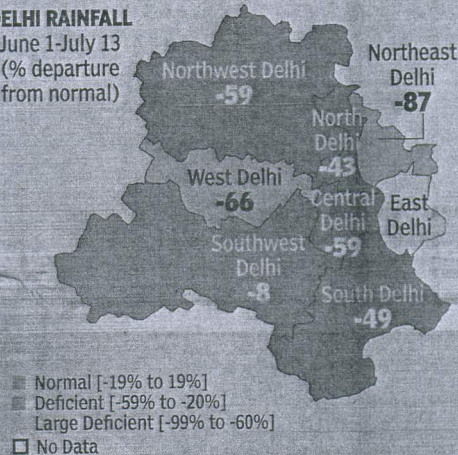 ELHI RAINFALL
June 1-July 13
(% departure
from normal)
Northwest Delhi
-59
Northeast
Delhi
-87
North
Delhi
-43
West Delhi
-66
Central
Delhi
-59
East
Delhi
Southwest
Delhi
-8
South Delhi
-49
Normal [-19% to 19%]
Deficient [-59% to -20%]
Large Deficient [-99% to -60%]
No Data